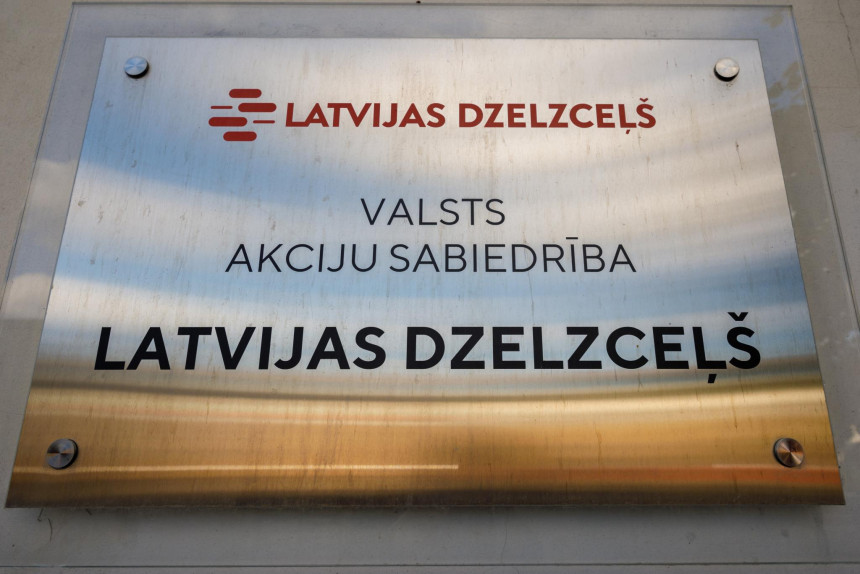 LATVIJAS DZELZCEĻŠ
VALSTS
AKCIJU SABIEDRĪBA
LATVIJAS DZELZCEĻŠ